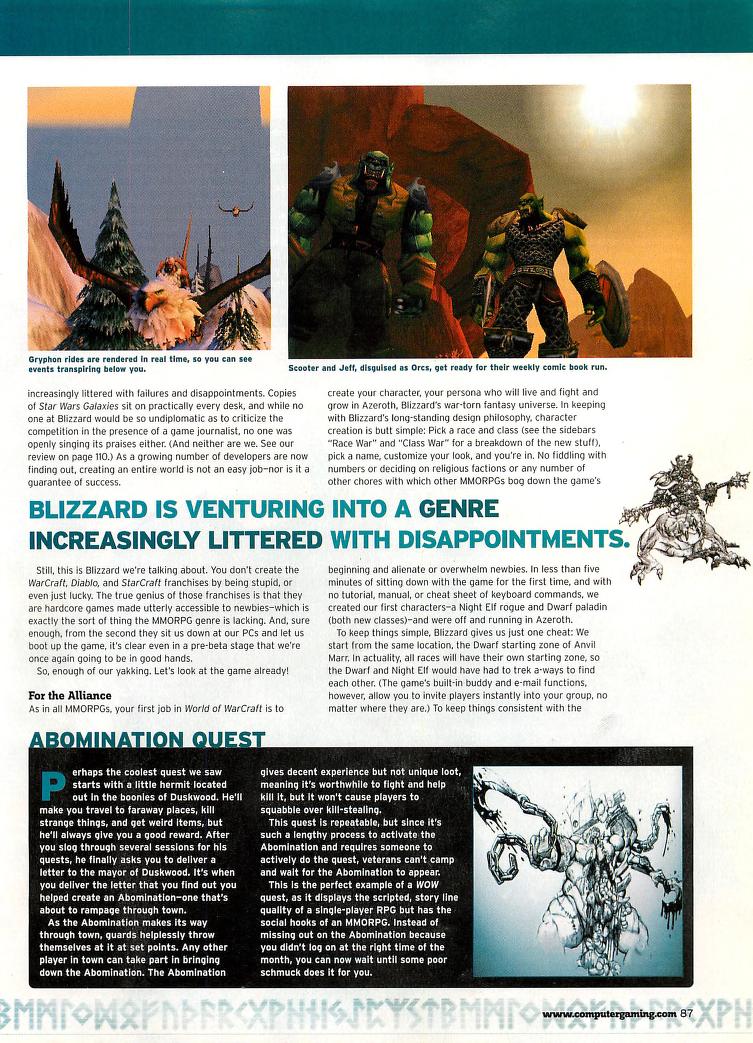 Gryphon rides are rendered in real time, so you can see
events transpiring below you.
Scooter and Jeff, disguised as Orcs, get ready for their weekly comic book run.
increasingly littered with failures and disappointments. Copies
of Star Wars Galaxies sit on practically every desk, and while no
one at Blizzard would be so undiplomatic as to criticize the
competition in the presence of a game journalist, no one was
openly singing its praises either. (And neither are we. See our
review on page 110.) As a growing number of developers are now
finding out, creating an entire world is not an easy job—nor is it a
guarantee of success.
BLIZZARD IS VENTURING INTO A GENRE
INCREASINGLY LITTERED WITH DISAPPOINTMENTS.
Still, this is Blizzard we're talking about. You don't create the
WarCraft, Diablo, and StarCraft franchises by being stupid, or
even just lucky. The true genius of those franchises is that they
are hardcore games made utterly accessible to newbies—which is
exactly the sort of thing the MMORPG genre is lacking. And, sure
enough, from the second they sit us down at our PCs and let us
boot up the game, it's clear even in a pre-beta stage that we're
once again going to be in good hands.
So, enough of our yakking. Let's look at the game already!
For the Alliance
As in all MMORPGs, your first job in World of WarCraft is to
create your character, your persona who will live and fight and
grow in Azeroth, Blizzard's war-torn fantasy universe. In keeping
with Blizzard's long-standing design philosophy, character
creation is butt simple: Pick a race and class (see the sidebars
"Race War" and "Class War" for a breakdown of the new stuff),
pick a name, customize your look, and you're in. No fiddling with
numbers or deciding on religious factions or any number of
other chores with which other MMORPGs bog down the game's
beginning and alienate or overwhelm newbies. In less than five
minutes of sitting down with the game for the first time, and with
no tutorial, manual, or cheat sheet of keyboard commands, we
created our first characters—a Night Elf rogue and Dwarf paladin
(both new classes)—and were off and running in Azeroth.
To keep things simple, Blizzard gives us just one cheat: We
start from the same location, the Dwarf starting zone of Anvil
Marr. In actuality, all races will have their own starting zone, so
the Dwarf and Night Elf would have had to trek a-ways to find
each other. (The game's built-in buddy and e-mail functions,
however, allow you to invite players instantly into your group, no
matter where they are.) To keep things consistent with the
ABOMINATION QUEST
Perhaps the coolest quest we saw
starts with a little hermit located
out in the boonies of Duskwood. He'll
make you travel to faraway places, kill
strange things, and get weird items, but
he'll always give you a good reward. After
you slog through several sessions for his
quests, he finally asks you to deliver a
letter to the mayor of Duskwood. It's when
you deliver the letter that you find out you
helped create an Abomination—one that's
about to rampage through town.
As the Abomination makes its way
through town, guards helplessly throw
themselves at it at set points. Any other
player in town can take part in bringing
down the Abomination. The Abomination
gives decent experience but not unique loot,
meaning it's worthwhile to fight and help
kill it, but it won't cause players to
squabble over kill-stealing.
This quest is repeatable, but since it's
such a lengthy process to activate the
Abomination and requires someone to
actively do the quest, veterans can't camp
and wait for the Abomination to appear.
This is the perfect example of a WOW
quest, as it displays the scripted, story line
quality of a single-player RPG but has the
social hooks of an MMORPG. Instead of
missing out on the Abomination because
you didn't log on at the right time of the
month, you can now wait until some poor
schmuck does it for you.
www.computergaming.com 87